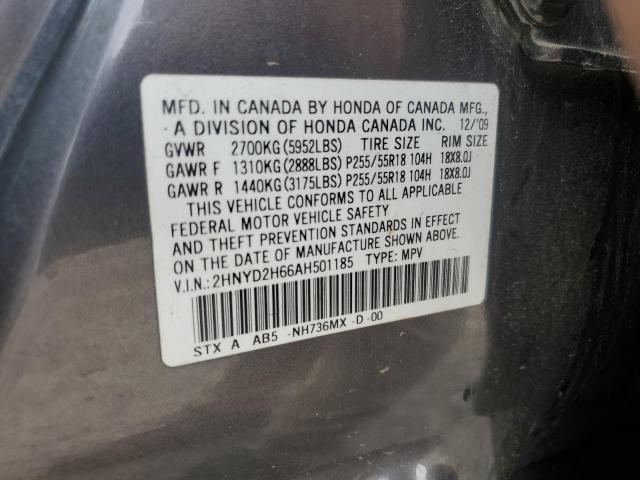 MFD. IN CANADA BY HONDA OF CANADA MFG.,
A DIVISION OF HONDA CANADA INC. 12/'09
GVWR 2700KG(5952LBS) TIRE SIZE RIM SIZE
GAWR F 1310KG(2888LBS) P255/55R18 104H 18X8.0J
GAWR R 1440KG(3175LBS) P255/55R18 104H 18X8.0J
THIS VEHICLE CONFORMS TO ALL APPLICABLE
FEDERAL MOTOR VEHICLE SAFETY
AND THEFT PREVENTION STANDARDS IN EFFECT
ON THE DATE OF MANUFACTURE SHOWN ABOVE.
V.I.N.: 2HNYD2H66AH501185 TYPE: MPV
STX A AB5 -NH736MX -D -00